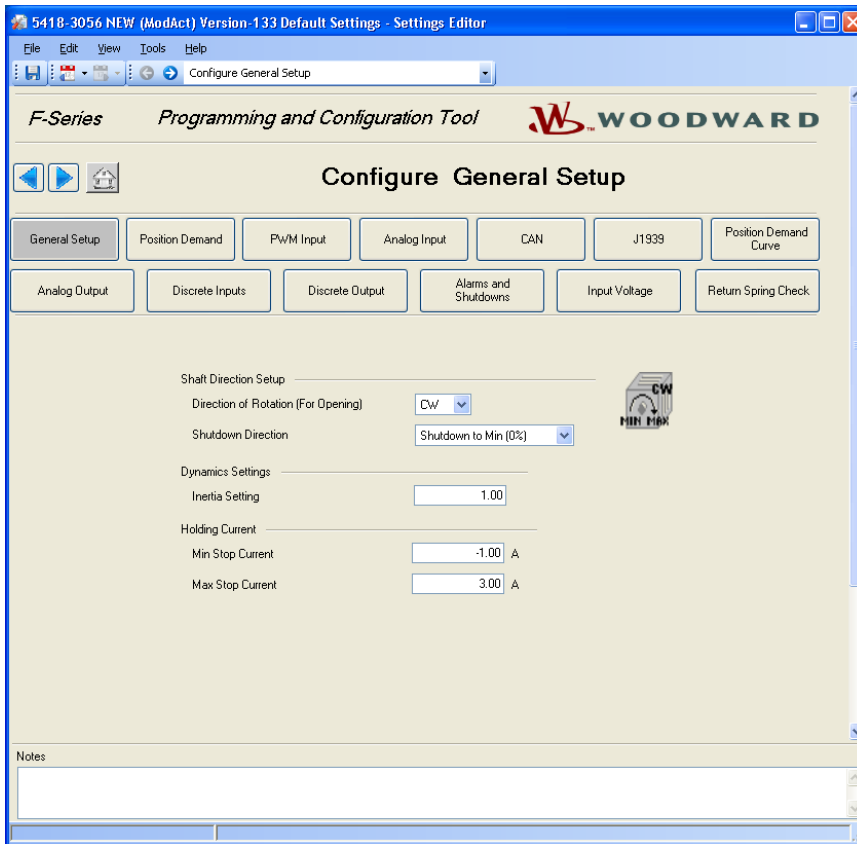 5418-3056 NEW (ModAct) Version-133 Default Settings - Settings Editor
File Edit View Tools Help
Configure General Setup
F-Series Programming and Configuration Tool WOODWARD
Configure General Setup
General Setup Position Demand PWM Input Analog Input CAN J1939 Position Demand Curve
Analog Output Discrete Inputs Discrete Output Alarms and Shutdowns Input Voltage Return Spring Check
Shaft Direction Setup
CW
MIN MAX
Direction of Rotation (For Opening) CW
Shutdown Direction Shutdown to Min (0%)
Dynamics Settings
Inertia Setting 1.00
Holding Current
Min Stop Current -1.00 A
Max Stop Current 3.00 A
Notes